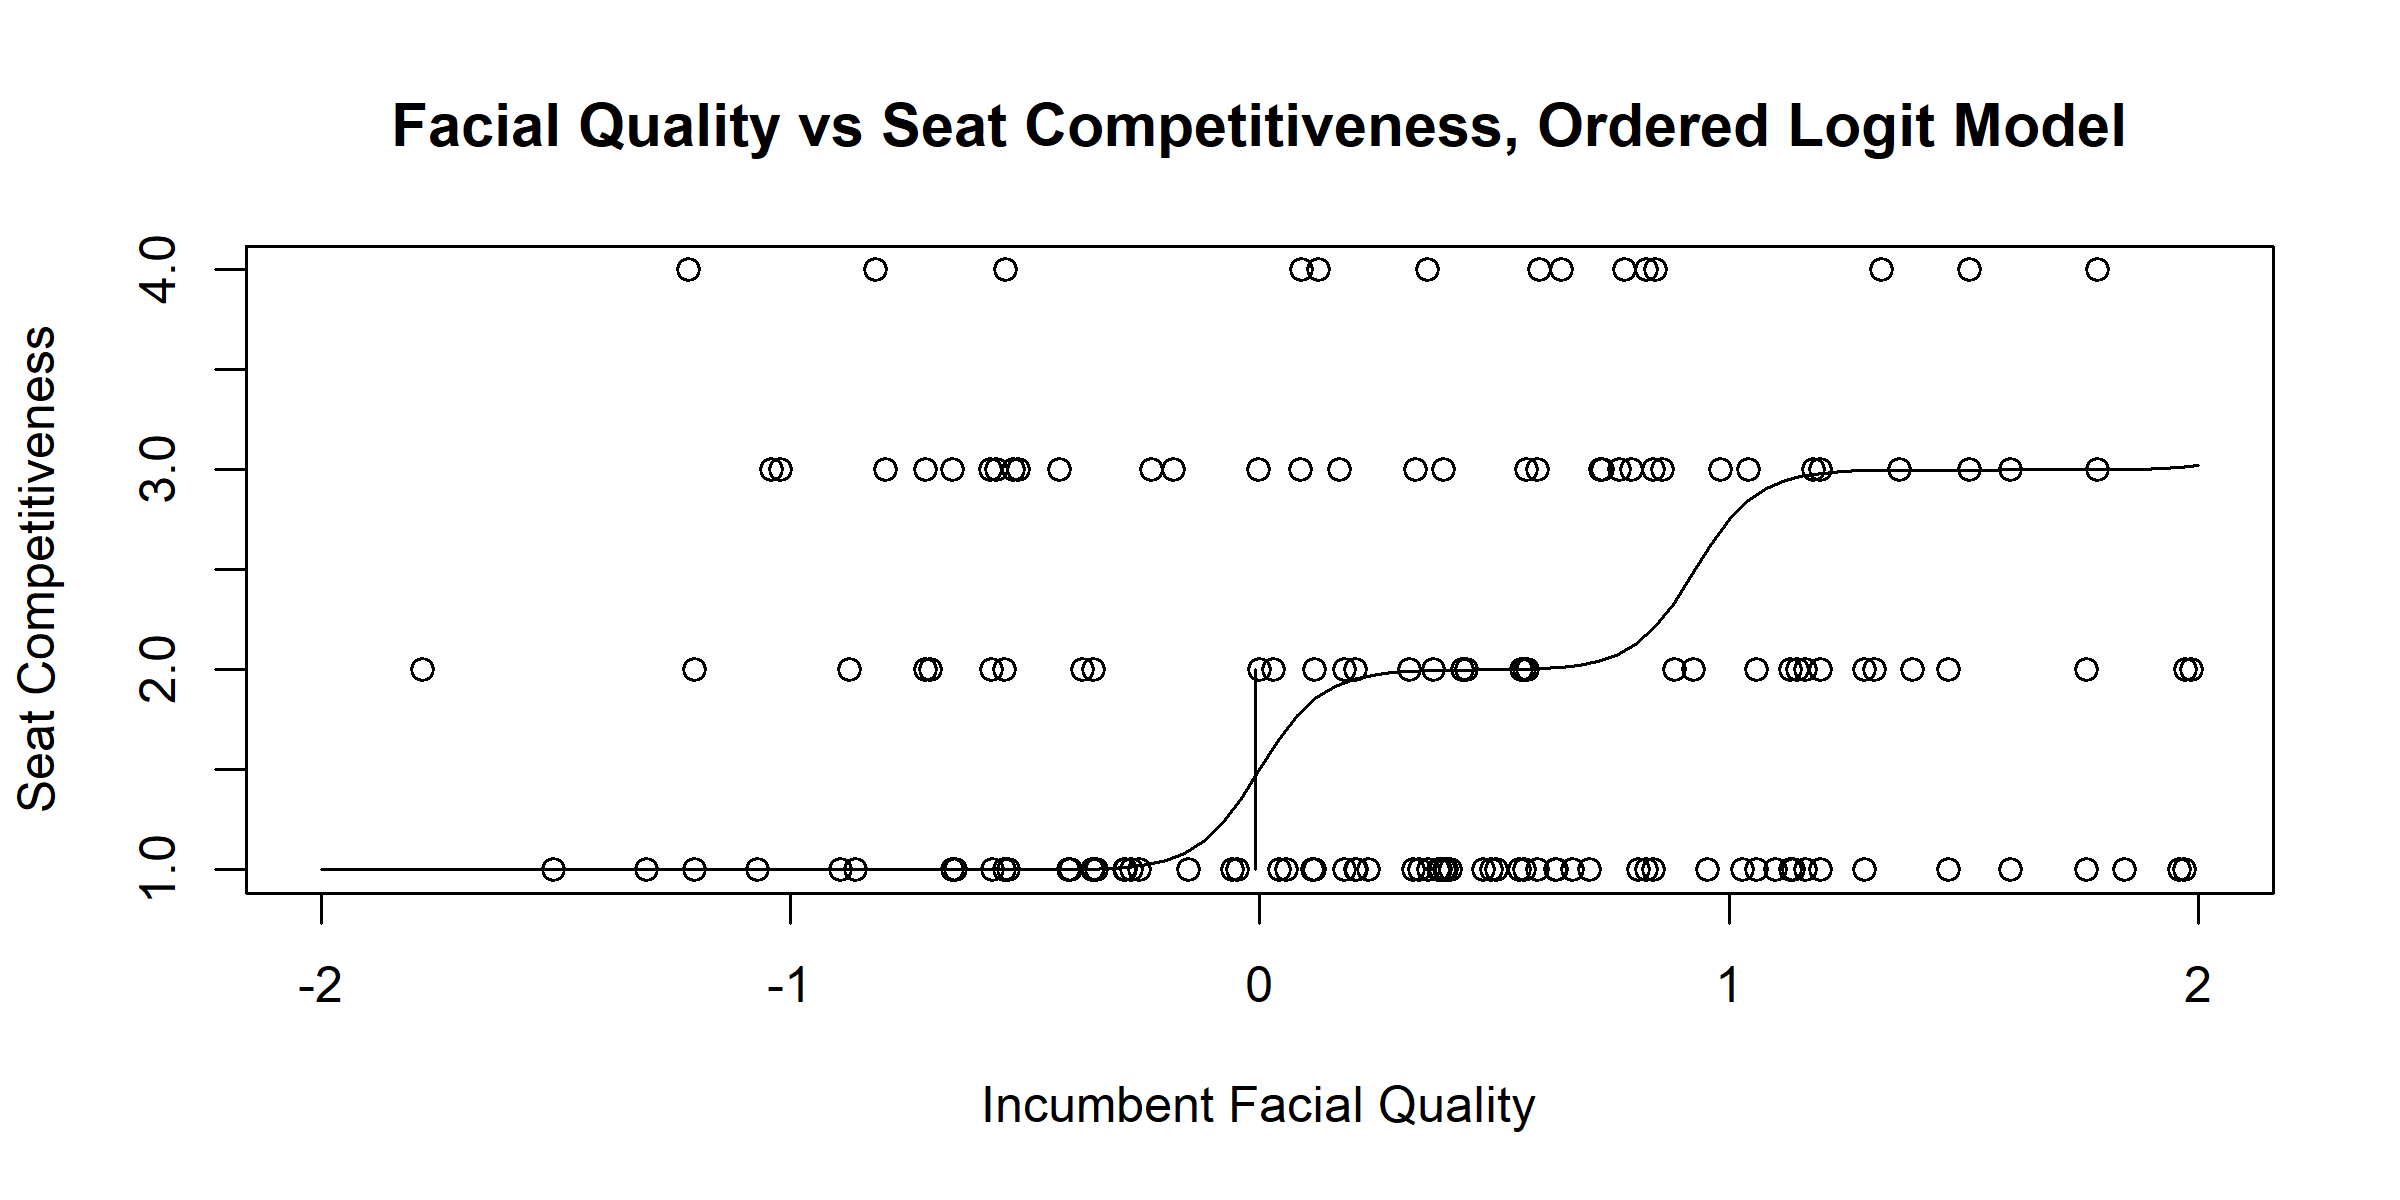 Facial Quality vs Seat Competitiveness, Ordered Logit Model
Seat Competitiveness
4.0
3.0
2.0
1.0
-2 -1 0 1 2
Incumbent Facial Quality